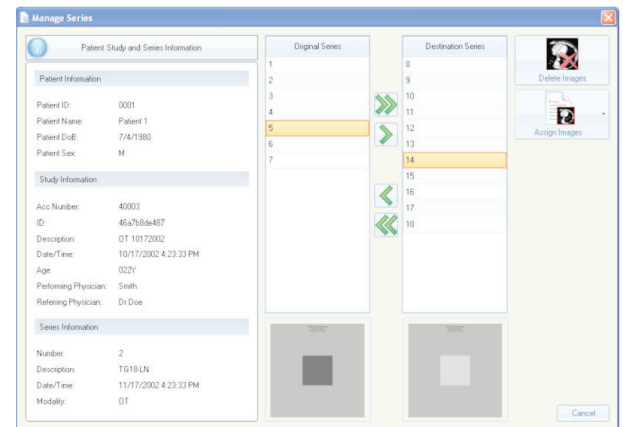 Manage Series
Patient Study and Series Information
Patient Information
Patient ID: 0001
Patient Name: Patient 1
Patient DoB: 7/4/1980
Patient Sex: M
Study Information
Acc Number: 40003
ID: 46a7b8de487
Description: OT 10172002
Date/Time: 10/17/2002 4:23:33 PM
Age: 022Y
Performing Physician: Smith
Referring Physician: Dr Doe
Series Information
Number: 2
Description: TG18-LN
Date/Time: 11/17/2002 4:23:33 PM
Modality: OT
Original Series
1
2
3
4
5
6
7
Destination Series
8
9
10
11
12
13
14
15
16
17
18
Delete Images
Assign Images
Cancel